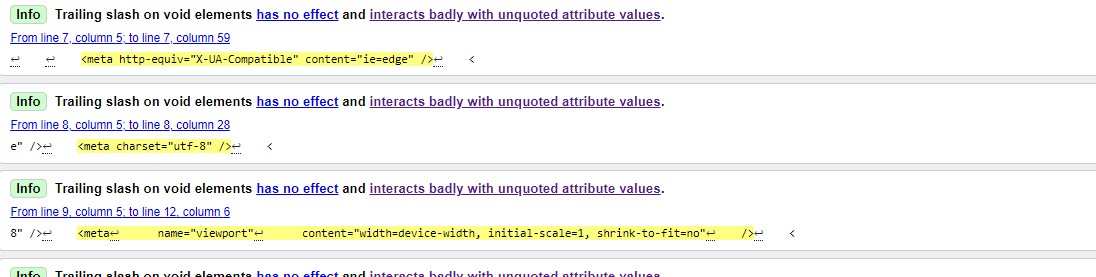 Info Trailing slash on void elements has no effect and interacts badly with unquoted attribute values.
From line 7, column 5; to line 7, column 59
↩    ↩    <meta http-equiv="X-UA-Compatible" content="ie=edge" />↩    <
Info Trailing slash on void elements has no effect and interacts badly with unquoted attribute values.
From line 8, column 5; to line 8, column 28
e" />↩    <meta charset="utf-8" />↩    <
Info Trailing slash on void elements has no effect and interacts badly with unquoted attribute values.
From line 9, column 5; to line 12, column 6
8" />↩    <meta↩      name="viewport"↩      content="width=device-width, initial-scale=1, shrink-to-fit=no"↩    />↩    <
Info Trailing slash on void elements has no effect and interacts badly with unquoted attribute values.